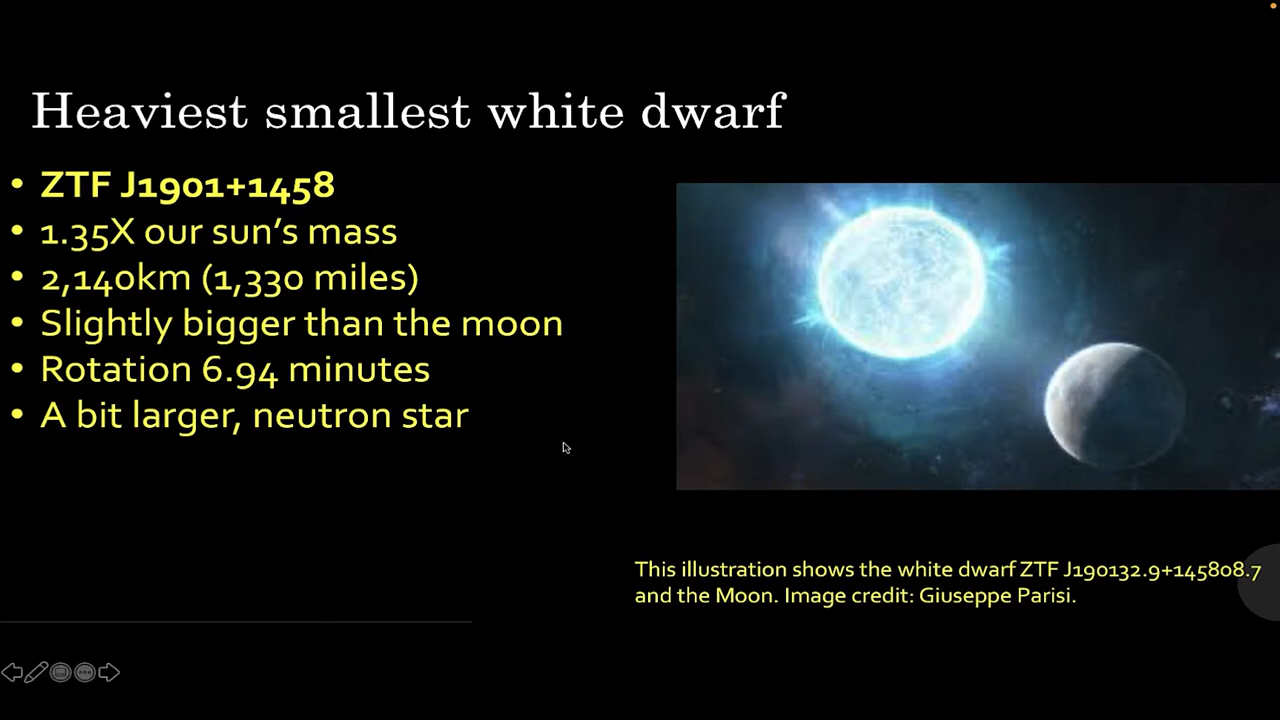 Heaviest smallest white dwarf
• ZTF J1901+1458
• 1.35X our sun’s mass
• 2,140km (1,330 miles)
• Slightly bigger than the moon
• Rotation 6.94 minutes
• A bit larger, neutron star
This illustration shows the white dwarf ZTF J190132.9+145808.7
and the Moon. Image credit: Giuseppe Parisi.